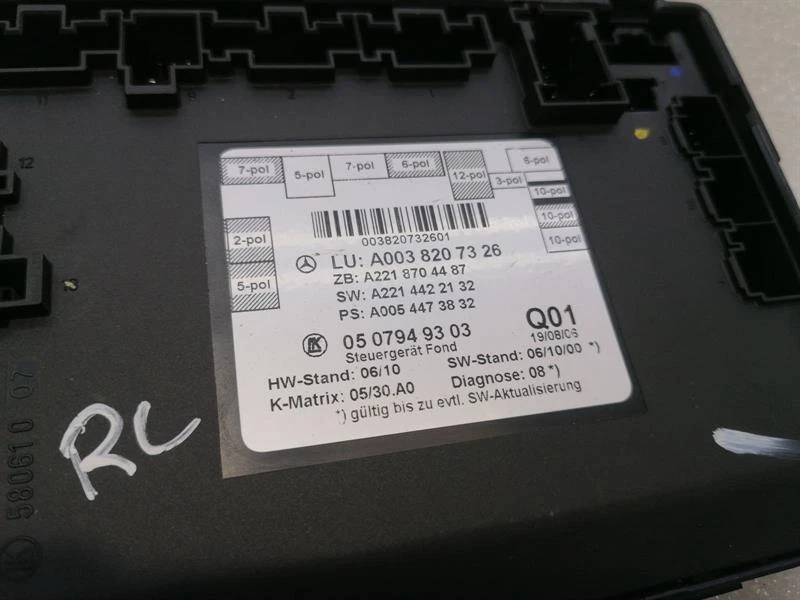 7-pol 5-pol 7-pol 6-pol 12-pol 3-pol 6-pol
10-pol
2-pol 10-pol
10-pol
5-pol
003820732601
LU: A003 820 73 26
ZB: A221 870 44 87
SW: A221 442 21 32
PS: A005 447 38 32
05 0794 93 03 Q01
Steuergerät Fond 19/08/06
HW-Stand: 06/10 SW-Stand: 06/10/00 *)
K-Matrix: 05/30.A0 Diagnose: 08 *)
*) gültig bis zu evtl. SW-Aktualisierung
12
2
RL
580610 07